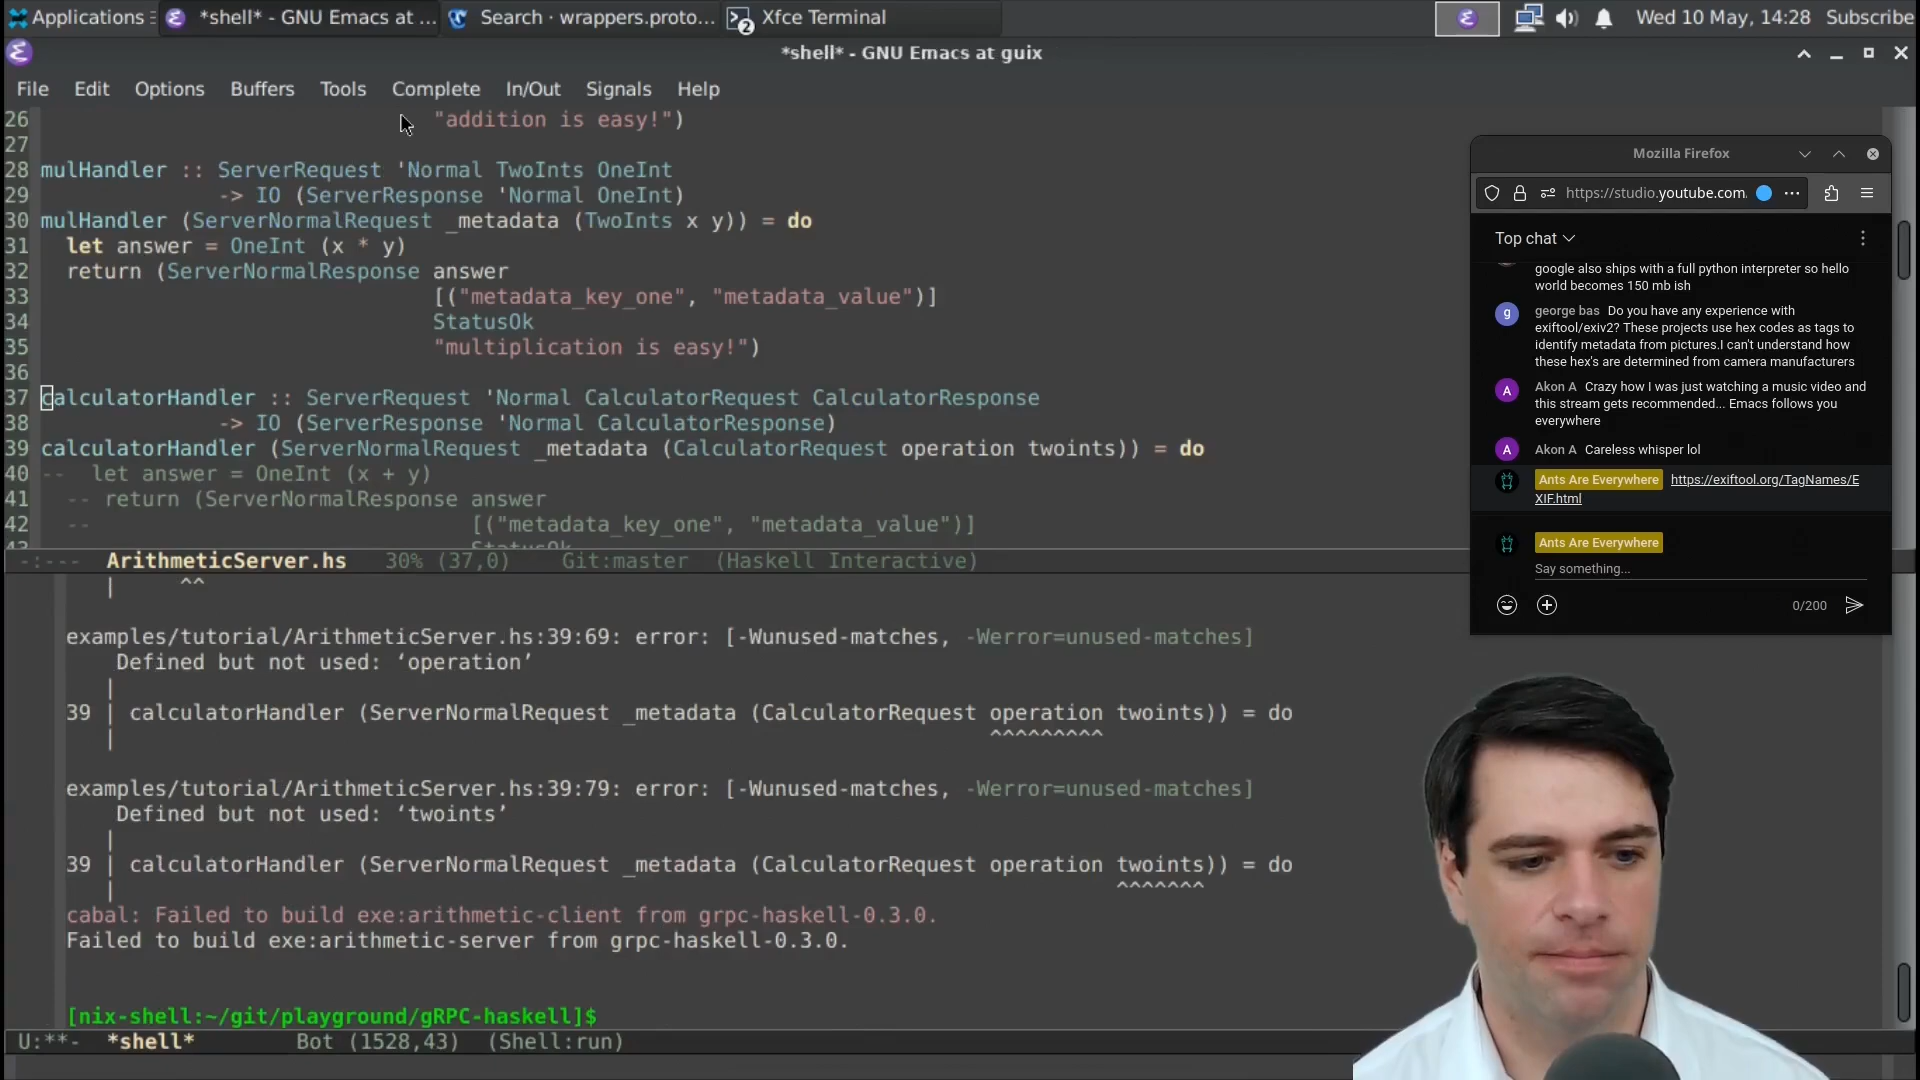 Applications
*shell* - GNU Emacs at ...
Search · wrappers.proto...
2
Xfce Terminal
Wed 10 May, 14:28
Subscribe
*shell* - GNU Emacs at guix
File Edit Options Buffers Tools Complete In/Out Signals Help
26 "addition is easy!")
27
28 mulHandler :: ServerRequest 'Normal TwoInts OneInt
29 -> IO (ServerResponse 'Normal OneInt)
30 mulHandler (ServerNormalRequest _metadata (TwoInts x y)) = do
31 let answer = OneInt (x * y)
32 return (ServerNormalResponse answer
33 [("metadata_key_one", "metadata_value")]
34 StatusOk
35 "multiplication is easy!")
36
37 calculatorHandler :: ServerRequest 'Normal CalculatorRequest CalculatorResponse
38 -> IO (ServerResponse 'Normal CalculatorResponse)
39 calculatorHandler (ServerNormalRequest _metadata (CalculatorRequest operation twoints)) = do
40 -- let answer = OneInt (x + y)
41 -- return (ServerNormalResponse answer
42 -- [("metadata_key_one", "metadata_value")]
43 StatusOk
-:--- ArithmeticServer.hs 30% (37,0) Git:master (Haskell Interactive)
| ^^
examples/tutorial/ArithmeticServer.hs:39:69: error: [-Wunused-matches, -Werror=unused-matches]
Defined but not used: ‘operation’
|
39 | calculatorHandler (ServerNormalRequest _metadata (CalculatorRequest operation twoints)) = do
| ^^^^^^^^^
examples/tutorial/ArithmeticServer.hs:39:79: error: [-Wunused-matches, -Werror=unused-matches]
Defined but not used: ‘twoints’
|
39 | calculatorHandler (ServerNormalRequest _metadata (CalculatorRequest operation twoints)) = do
| ^^^^^^^
cabal: Failed to build exe:arithmetic-client from grpc-haskell-0.3.0.
Failed to build exe:arithmetic-server from grpc-haskell-0.3.0.
[nix-shell:~/git/playground/gRPC-haskell]$
U:**- *shell* Bot (1528,43) (Shell:run)
Mozilla Firefox
https://studio.youtube.com.
Top chat
google also ships with a full python interpreter so hello
world becomes 150 mb ish
g george bas Do you have any experience with
exiftool/exiv2? These projects use hex codes as tags to
identify metadata from pictures.I can't understand how
these hex's are determined from camera manufacturers
A Akon A Crazy how I was just watching a music video and
this stream gets recommended... Emacs follows you
everywhere
A Akon A Careless whisper lol
Ants Are Everywhere https://exiftool.org/TagNames/E
XIF.html
Ants Are Everywhere
Say something...
0/200